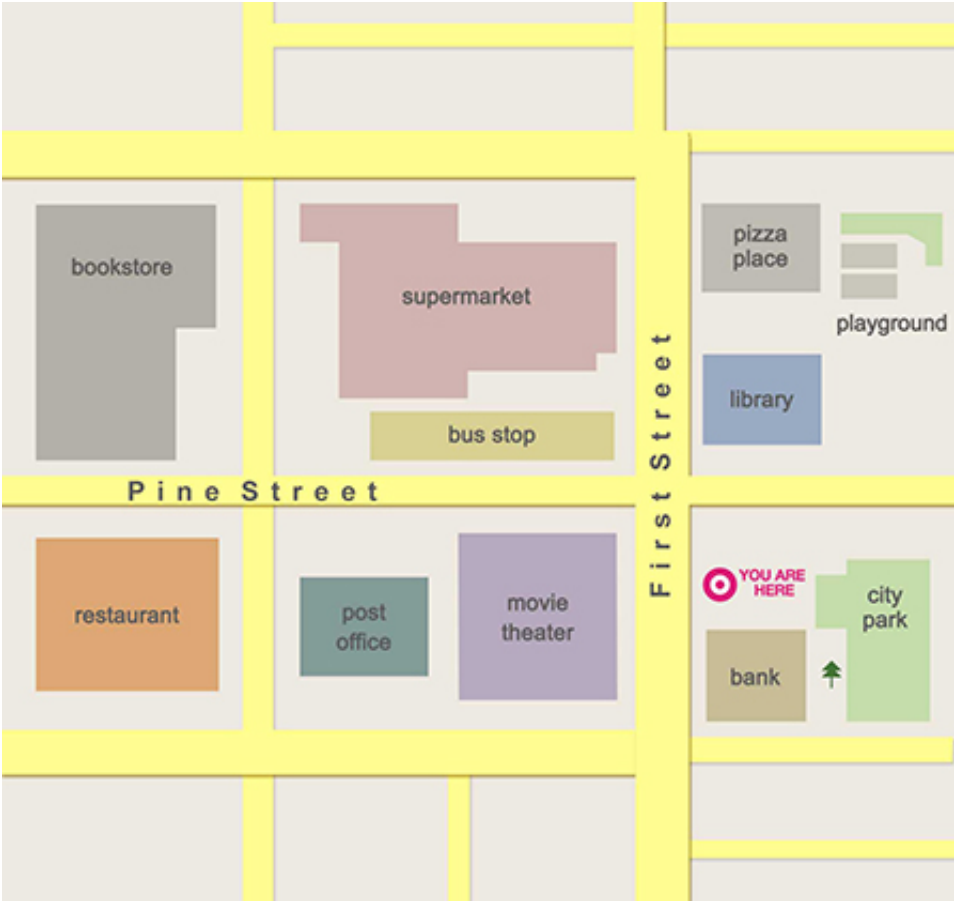 bookstore
supermarket
pizza
place
playground
library
bus stop
Pine Street
First Street
restaurant
post
office
movie
theater
YOU ARE
HERE
city
park
bank